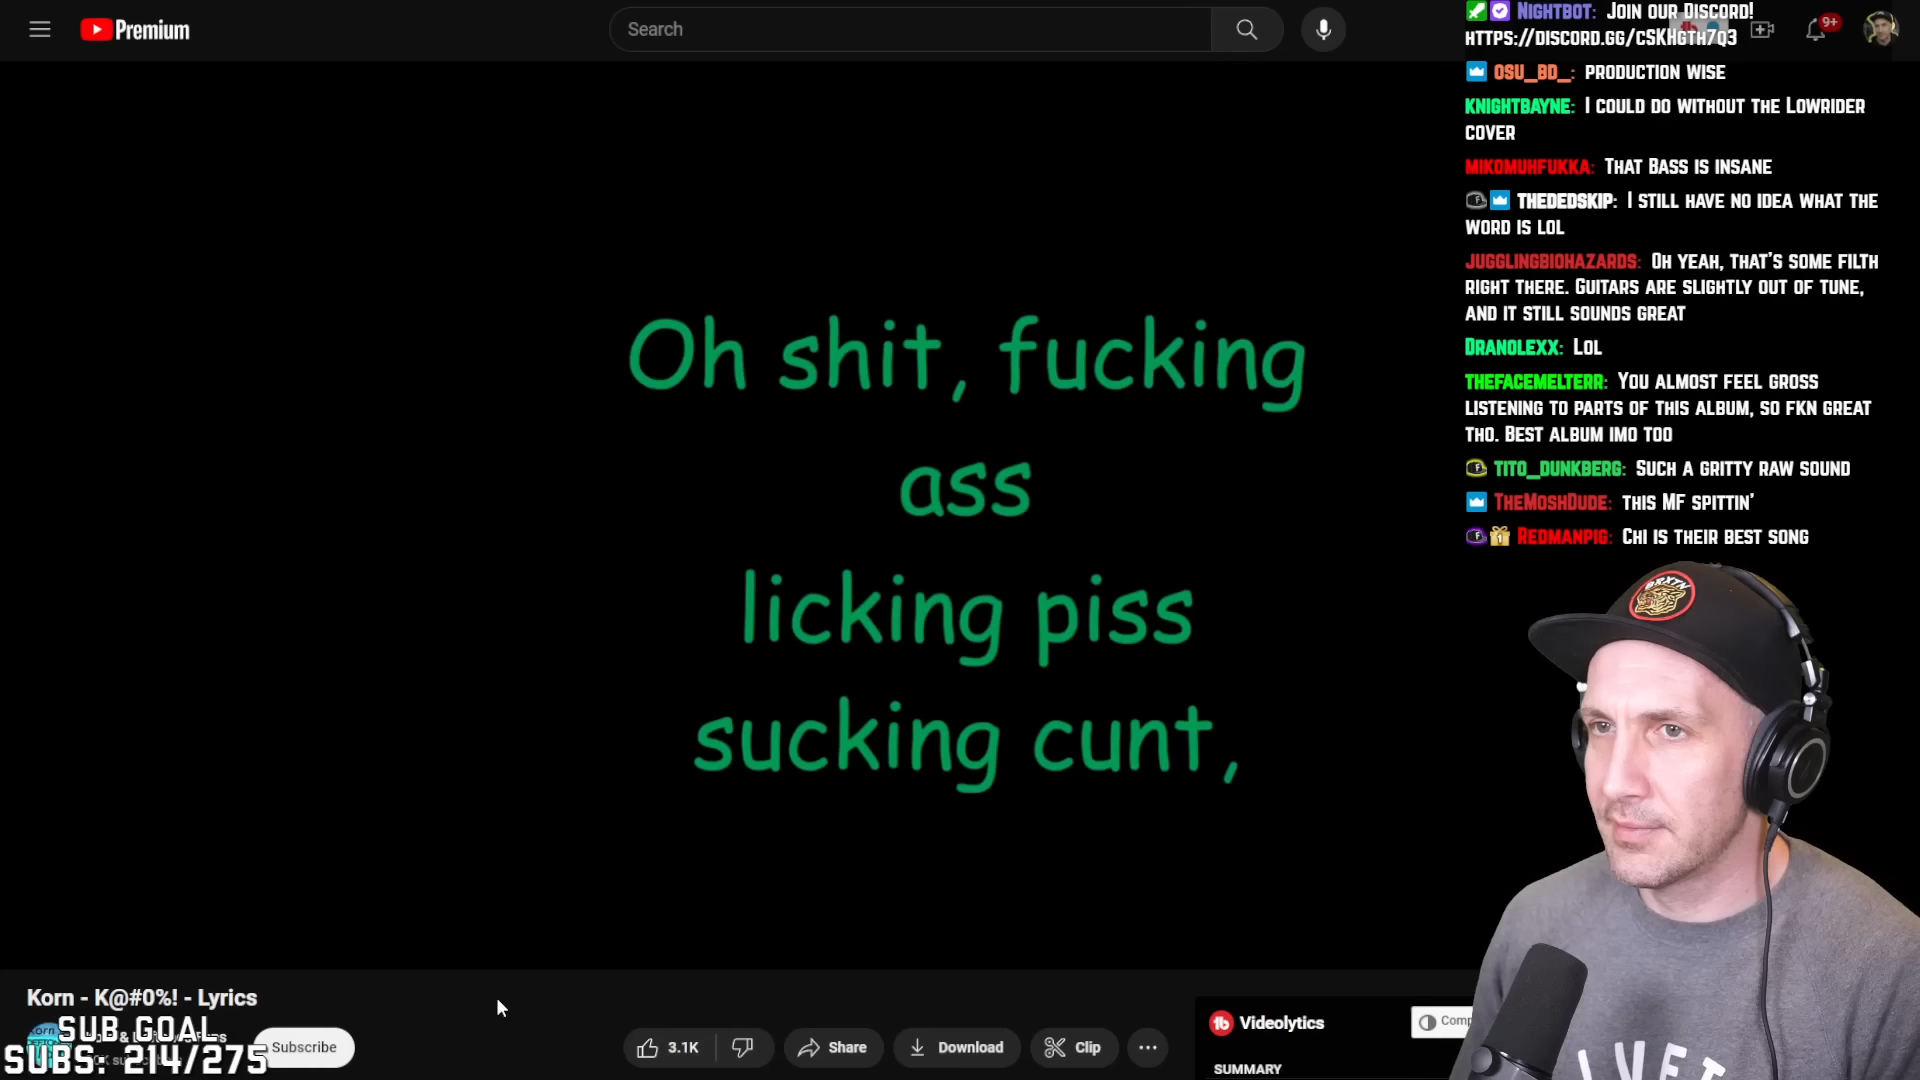 Premium
Search
9+
Nightbot: Join our Discord!
https://discord.gg/cSKHgth7Q3
osu_bd_: production wise
Knightbayne: I could do without the Lowrider
cover
mikomuhfukka: That Bass is insane
TheDedSkip: I still have no idea what the
word is lol
JugglingBiohazards: Oh yeah, that's some filth
right there. Guitars are slightly out of tune,
and it still sounds great
Dranolexx: Lol
TheFaceMelterr: You almost feel gross
listening to parts of this album, so fkn great
tho. Best album imo too
Tito_Dunkberg: Such a gritty raw sound
TheMoshDude: this MF spittin'
Redmanpig: Chi is their best song
Oh shit, fucking
ass
licking piss
sucking cunt,
BRXTN
Korn - K@#0%! - Lyrics
SUB GOAL
SUBS: 214/275
Subscribe
3.1K
Share
Download
Clip
Videolytics
Comp
SUMMARY